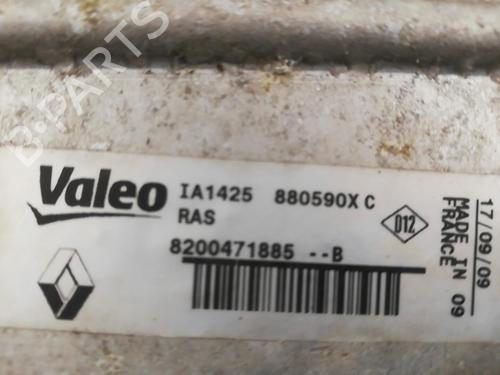 B-PARTS
Valeo
IA1425 880590X C
RAS
D12
8200471885 --B
17/09/09
MADE IN 09
FRANCE